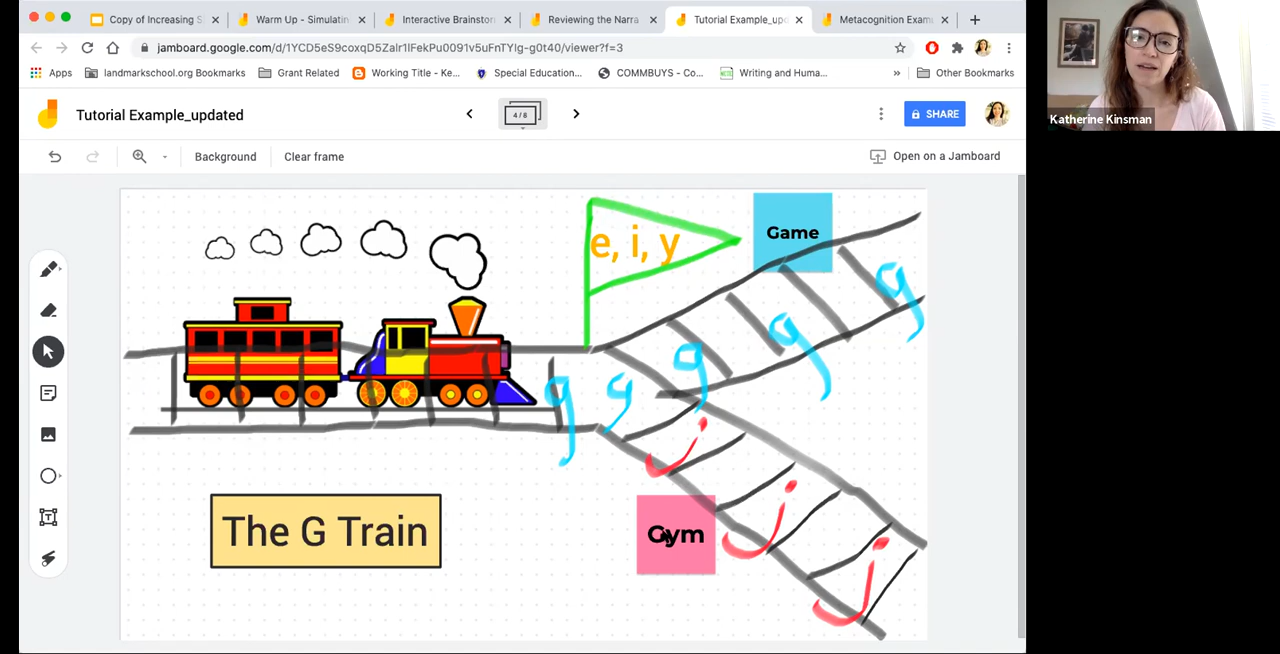 Copy of Increasing S
Warm Up - Simulatin
Interactive Brainstor
Reviewing the Narra
Tutorial Example_upd
Metacognition Exam
jamboard.google.com/d/1YCD5eS9coxqD5Zalr1lFekPu0091v5uFnTYlg-g0t40/viewer?f=3
Apps
landmarkschool.org Bookmarks
Grant Related
Working Title - Ke...
Special Education...
COMMBUYS - Co...
Writing and Huma...
»
Other Bookmarks
Tutorial Example_updated
4/8
SHARE
Background
Clear frame
Open on a Jamboard
Katherine Kinsman
e, i, y
Game
g g g g g
j j j
The G Train
Gym